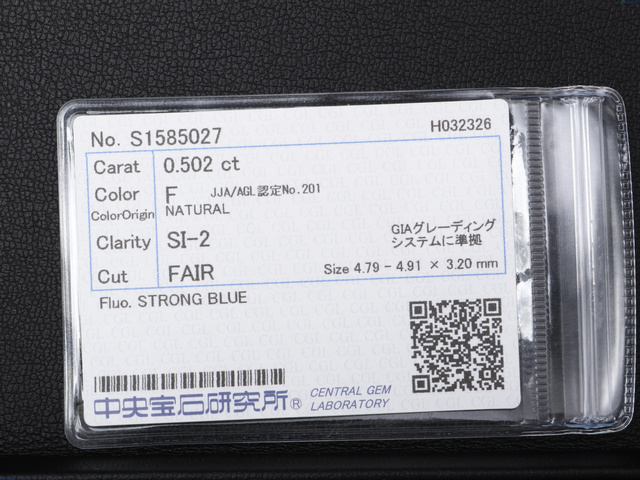 No. S1585027
H032326
Carat 0.502 ct
Color F JJA/AGL認定No.201
ColorOrigin NATURAL
Clarity SI-2
GIAグレーディング
システムに準拠
Cut FAIR
Size 4.79 - 4.91 × 3.20 mm
Fluo. STRONG BLUE
中央宝石研究所®
CENTRAL GEM
LABORATORY